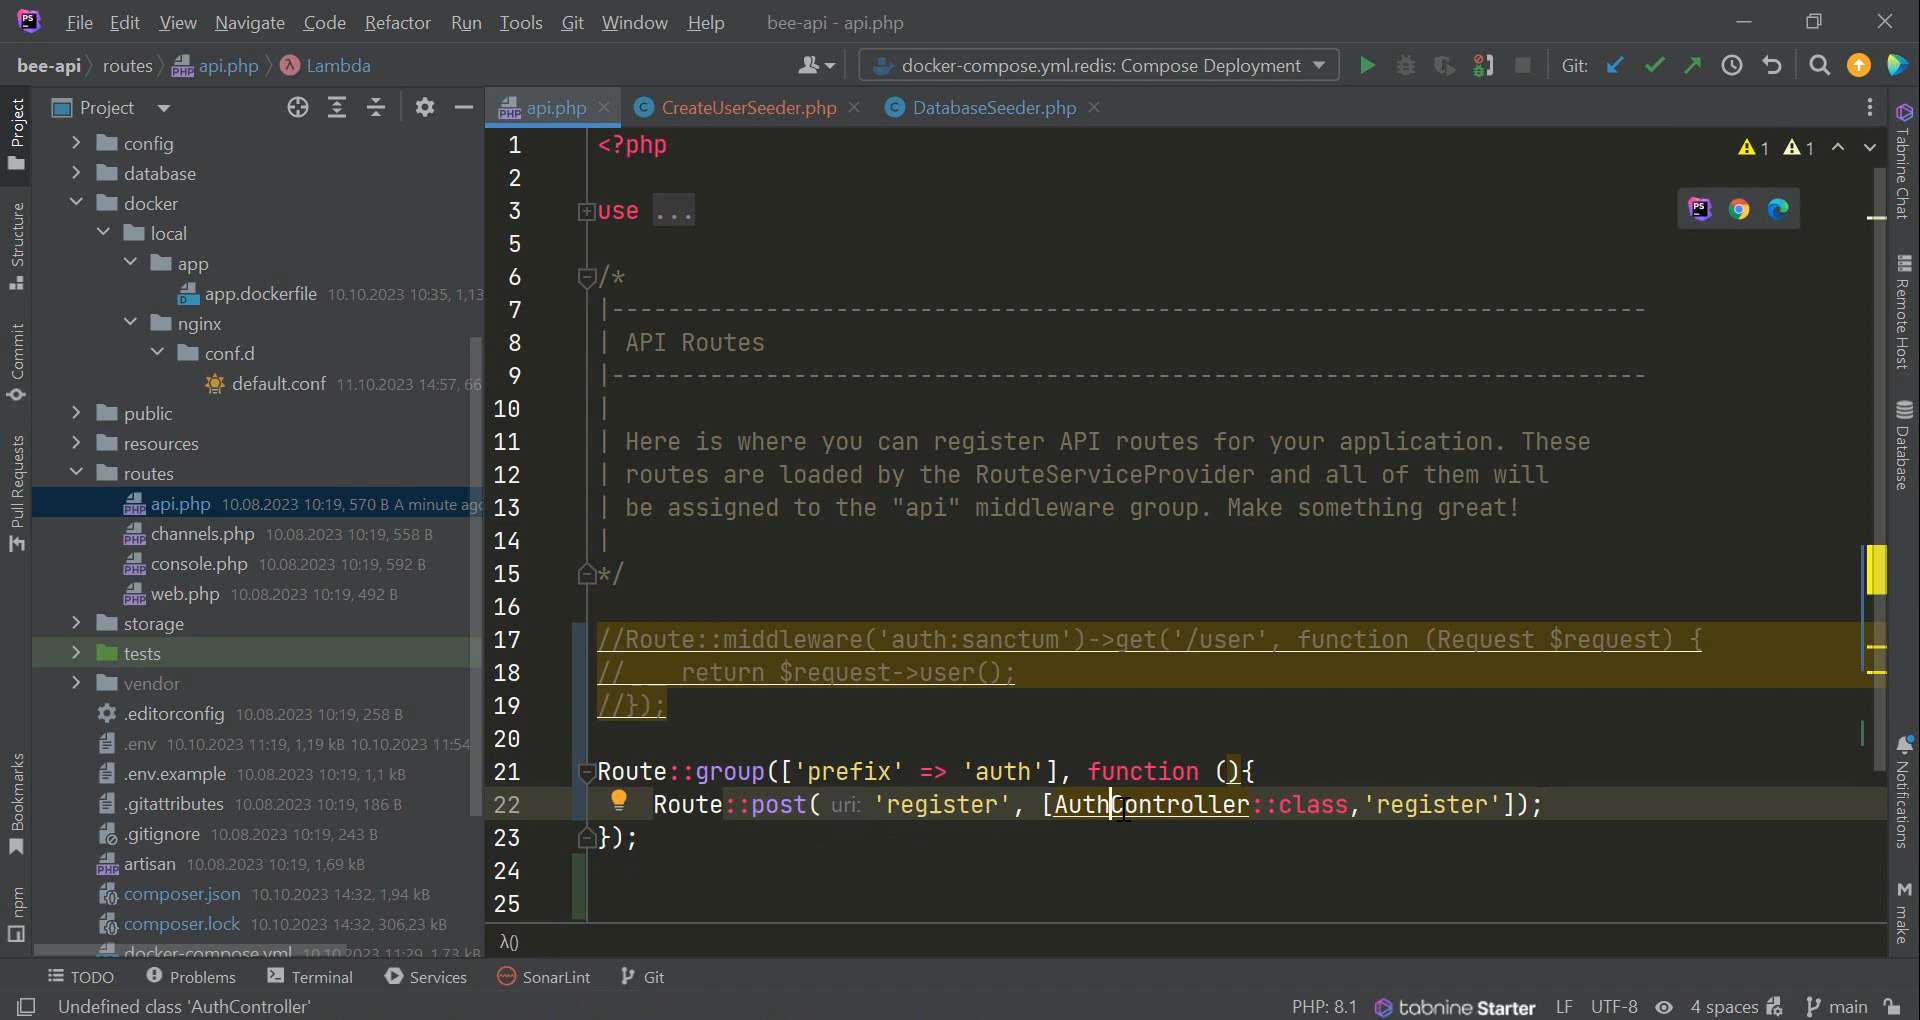 PS File Edit View Navigate Code Refactor Run Tools Git Window Help bee-api - api.php
bee-api routes api.php Lambda docker-compose.yml.redis: Compose Deployment Git:
Project
api.php CreateUserSeeder.php DatabaseSeeder.php
config
database
docker
local
app
app.dockerfile 10.10.2023 10:35, 1,13
nginx
conf.d
default.conf 11.10.2023 14:57, 66
public
resources
routes
api.php 10.08.2023 10:19, 570 B A minute ago
channels.php 10.08.2023 10:19, 558 B
console.php 10.08.2023 10:19, 592 B
web.php 10.08.2023 10:19, 492 B
storage
tests
vendor
.editorconfig 10.08.2023 10:19, 258 B
.env 10.10.2023 11:19, 1,19 kB 10.10.2023 11:54
.env.example 10.08.2023 10:19, 1,1 kB
.gitattributes 10.08.2023 10:19, 186 B
.gitignore 10.08.2023 10:19, 243 B
artisan 10.08.2023 10:19, 1,69 kB
composer.json 10.10.2023 14:32, 1,94 kB
composer.lock 10.10.2023 14:32, 306,23 kB
docker-compose.yml 10.10.2023 11:29, 1,73 kB
1 <?php
2
3 use ...
5
6 /*
7 |--------------------------------------------------------------------------
8 | API Routes
9 |--------------------------------------------------------------------------
10 |
11 | Here is where you can register API routes for your application. These
12 | routes are loaded by the RouteServiceProvider and all of them will
13 | be assigned to the "api" middleware group. Make something great!
14 |
15 */
16
17 //Route::middleware('auth:sanctum')->get('/user', function (Request $request) {
18 //    return $request->user();
19 //});
20
21 Route::group(['prefix' => 'auth'], function (){
22 Route::post( uri: 'register', [AuthController::class,'register']);
23 });
24
25
1 1
PS
λ()
Project
Structure
Commit
Pull Requests
Bookmarks
npm
Tabnine Chat
Remote Host
Database
Notifications
M make
TODO Problems Terminal Services SonarLint Git
Undefined class 'AuthController' PHP: 8.1 tabnine Starter LF UTF-8 4 spaces main